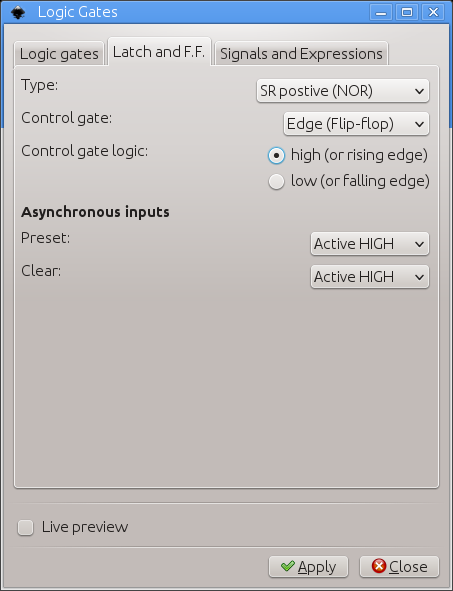 Logic Gates
Logic gates Latch and F.F. Signals and Expressions
Type: SR postive (NOR)
Control gate: Edge (Flip-flop)
Control gate logic: high (or rising edge)
low (or falling edge)
Asynchronous inputs
Preset: Active HIGH
Clear: Active HIGH
Live preview
Apply Close